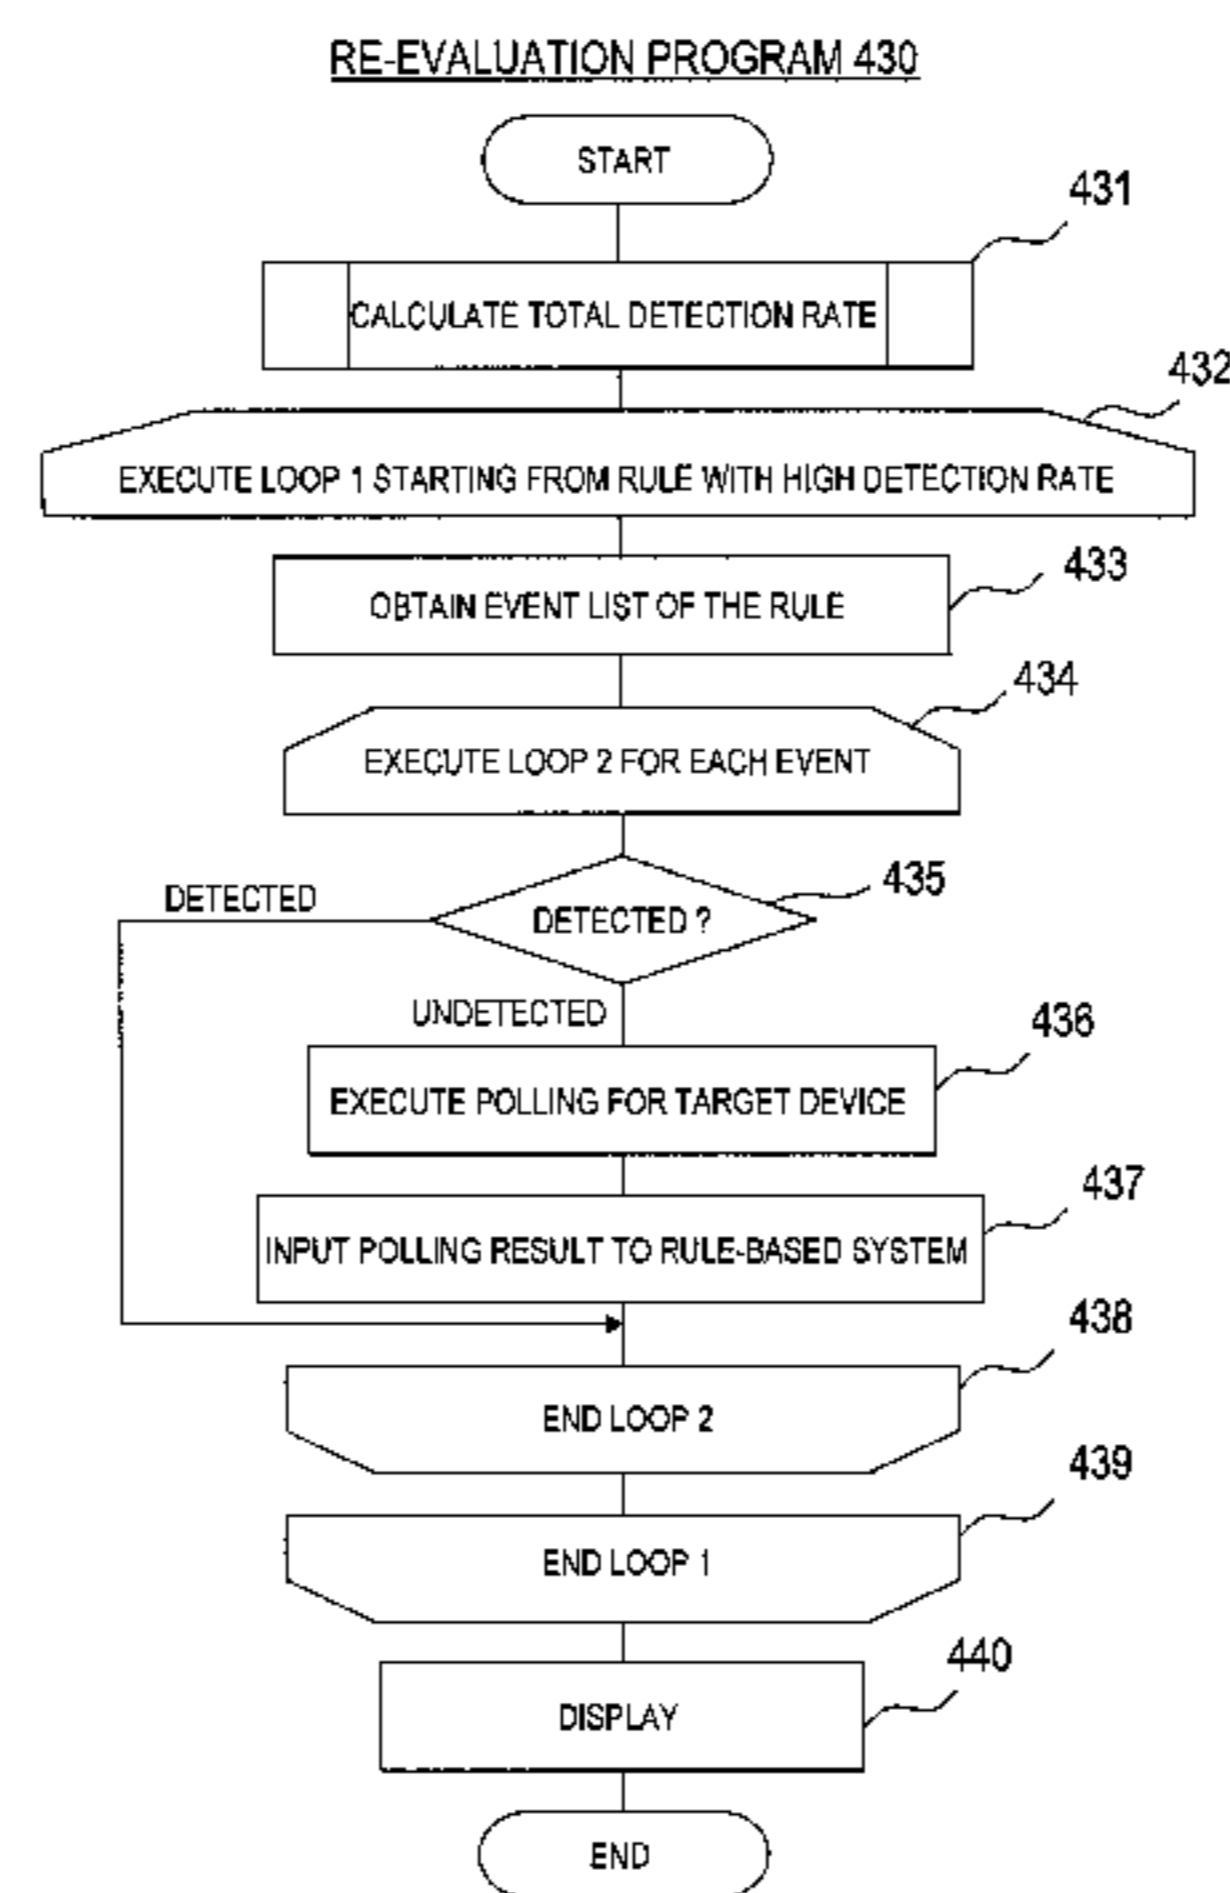 RE-EVALUATION PROGRAM 430
START
431
CALCULATE TOTAL DETECTION RATE
432
EXECUTE LOOP 1 STARTING FROM RULE WITH HIGH DETECTION RATE
433
OBTAIN EVENT LIST OF THE RULE
434
EXECUTE LOOP 2 FOR EACH EVENT
435
DETECTED
DETECTED ?
UNDETECTED
436
EXECUTE POLLING FOR TARGET DEVICE
437
INPUT POLLING RESULT TO RULE-BASED SYSTEM
438
END LOOP 2
439
END LOOP 1
440
DISPLAY
END